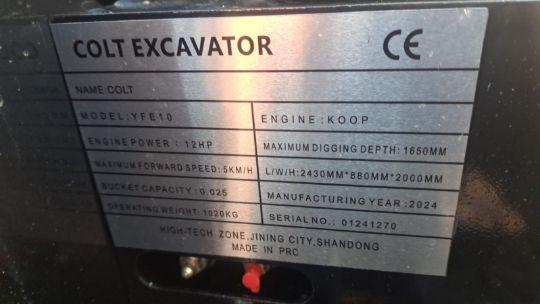 COLT EXCAVATOR CE
NAME:COLT
MODEL:YFE10 ENGINE:KOOP
ENGINE POWER: 12HP MAXIMUM DIGGING DEPTH: 1650MM
MAXIMUM FORWARD SPEED: 5KM/H L/W/H: 2430MM*880MM*2000MM
BUCKET CAPACITY: 0.025 MANUFACTURING YEAR: 2024
OPERATING WEIGHT: 1020KG SERIAL NO.: 01241270
HIGH-TECH ZONE,JINING CITY,SHANDONG
MADE IN PRC